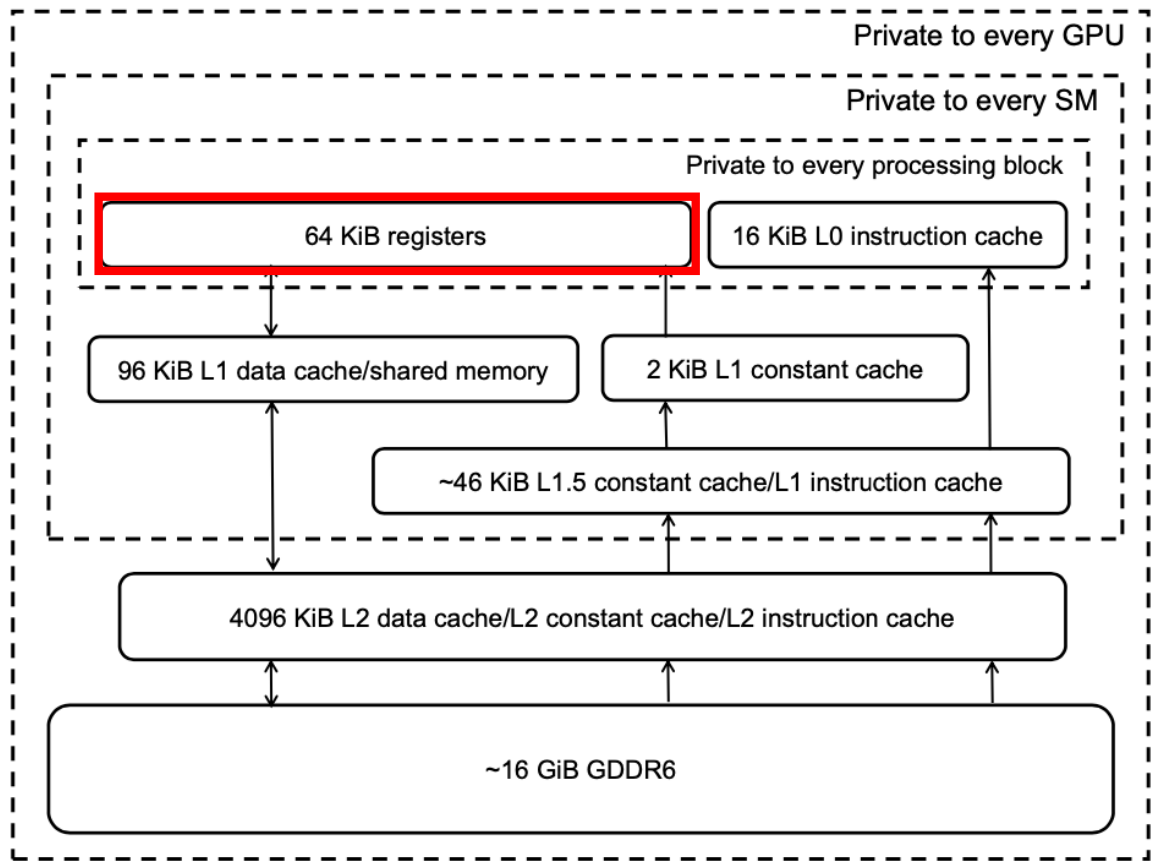 Private to every GPU
Private to every SM
Private to every processing block
64 KiB registers
16 KiB L0 instruction cache
96 KiB L1 data cache/shared memory
2 KiB L1 constant cache
~46 KiB L1.5 constant cache/L1 instruction cache
4096 KiB L2 data cache/L2 constant cache/L2 instruction cache
~16 GiB GDDR6